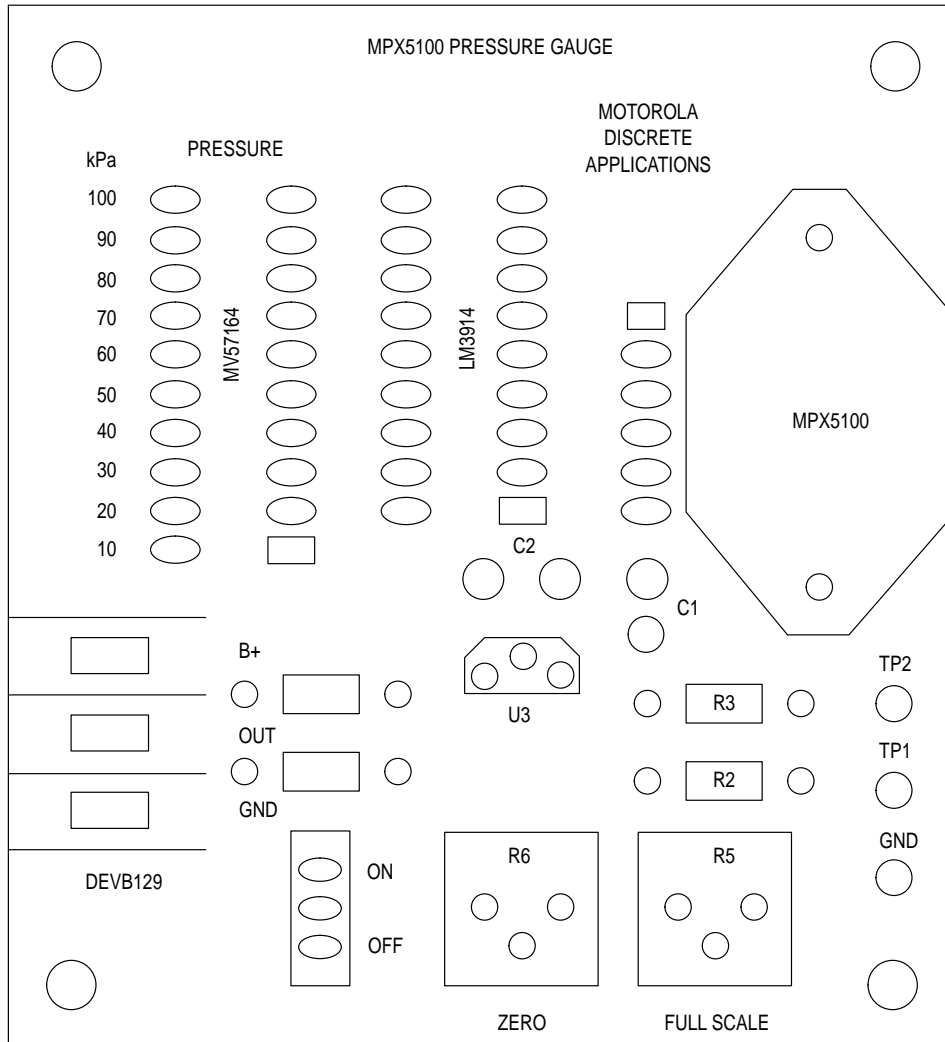 MPX5100 PRESSURE GAUGE
MOTOROLA
DISCRETE
APPLICATIONS
PRESSURE
kPa
100
90
80
70
60
50
40
30
20
10
MV57164
LM3914
MPX5100
C2
C1
B+
U3
TP2
R3
OUT
TP1
R2
GND
GND
DEVB129
ON
OFF
R6
R5
ZERO
FULL SCALE